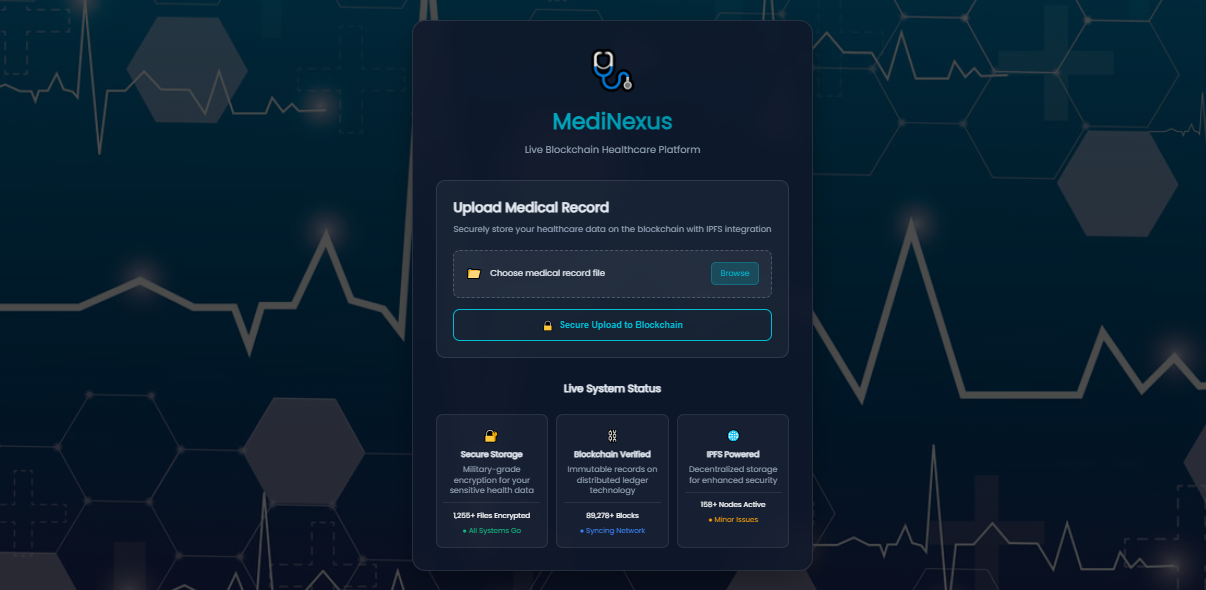 MediNexus
Live Blockchain Healthcare Platform
Upload Medical Record
Securely store your healthcare data on the blockchain with IPFS integration
Choose medical record file
Browse
Secure Upload to Blockchain
Live System Status
Secure Storage
Military-grade
encryption for your
sensitive health data
1,255+ Files Encrypted
● All Systems Go
Blockchain Verified
Immutable records on
distributed ledger
technology
89,278+ Blocks
● Syncing Network
IPFS Powered
Decentralized storage
for enhanced security
158+ Nodes Active
● Minor Issues